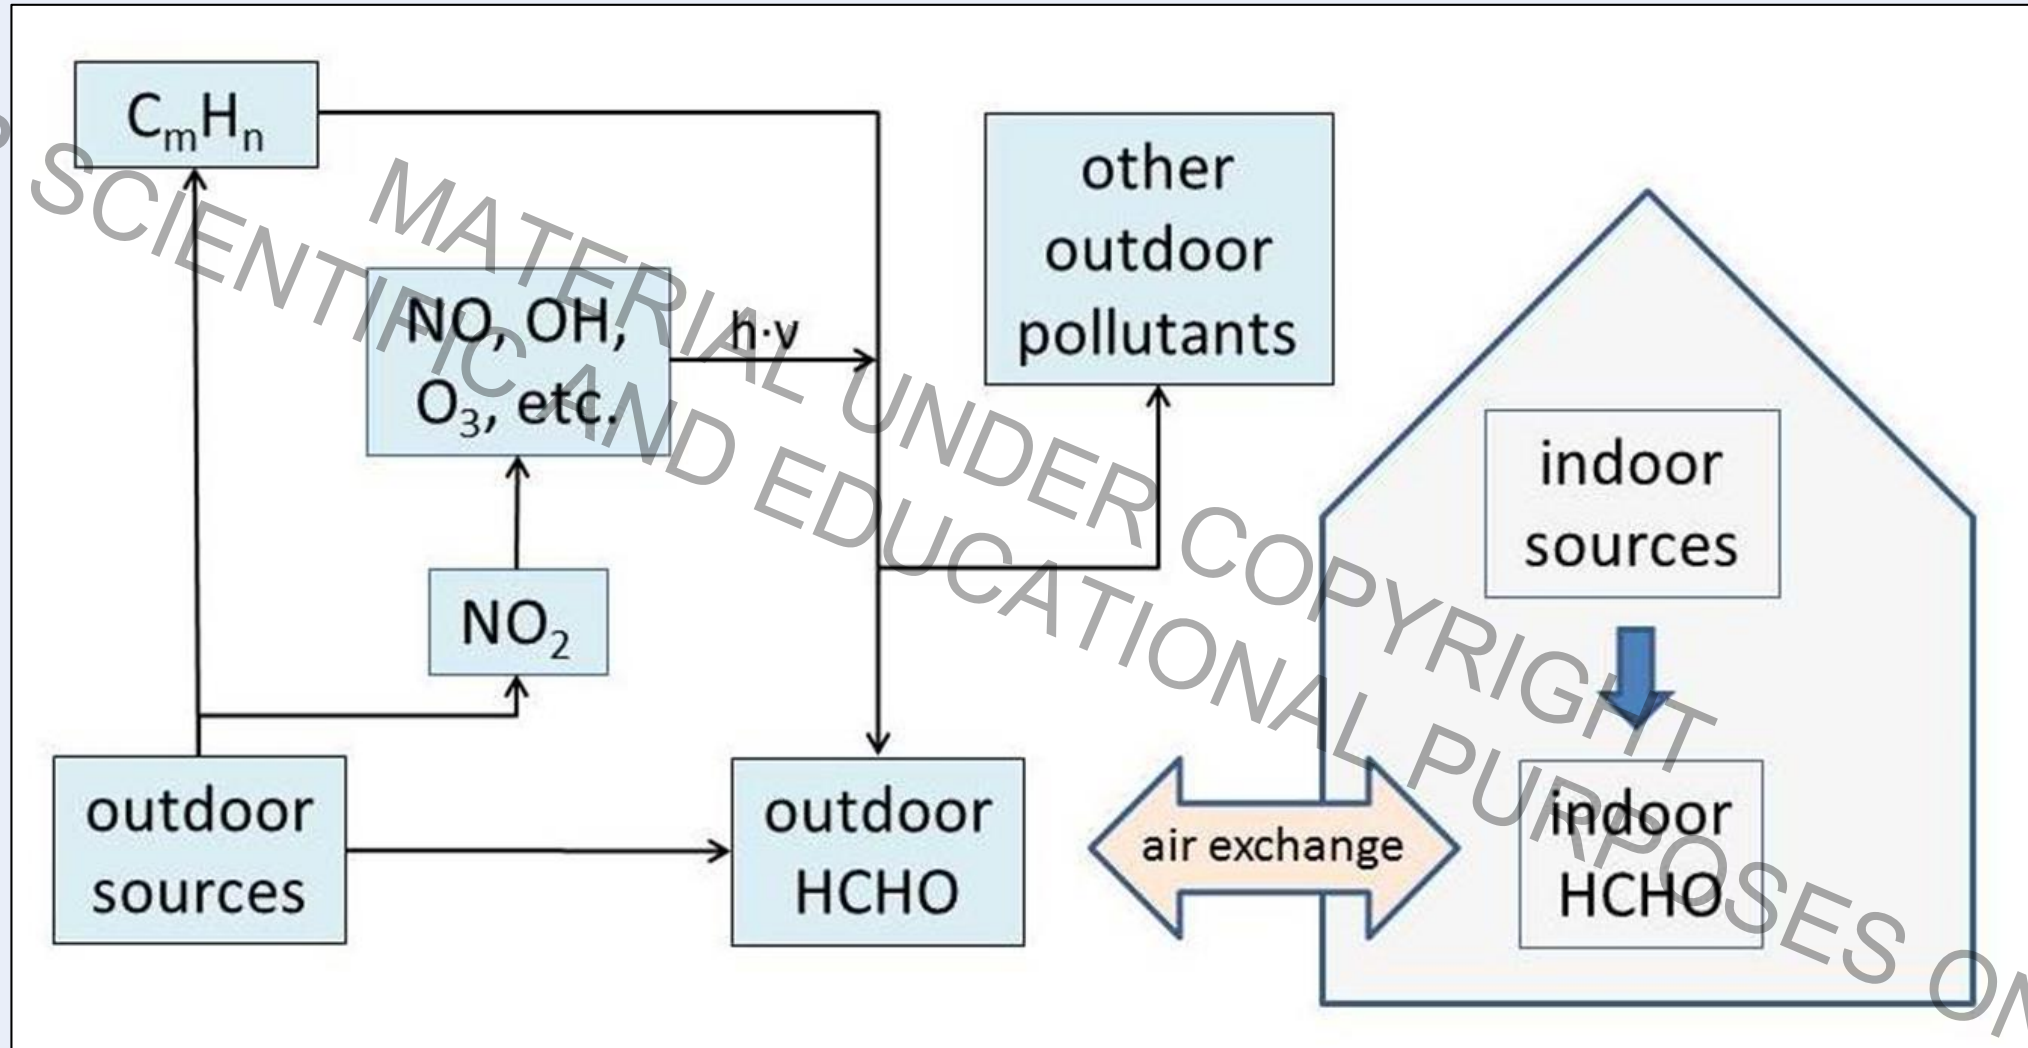 CₘHₙ
NO, OH,
O₃, etc.
h·ν
NO₂
outdoor
sources
outdoor
HCHO
other
outdoor
pollutants
air exchange
indoor
sources
indoor
HCHO
MATERIAL UNDER COPYRIGHT
SCIENTIFIC AND EDUCATIONAL PURPOSES